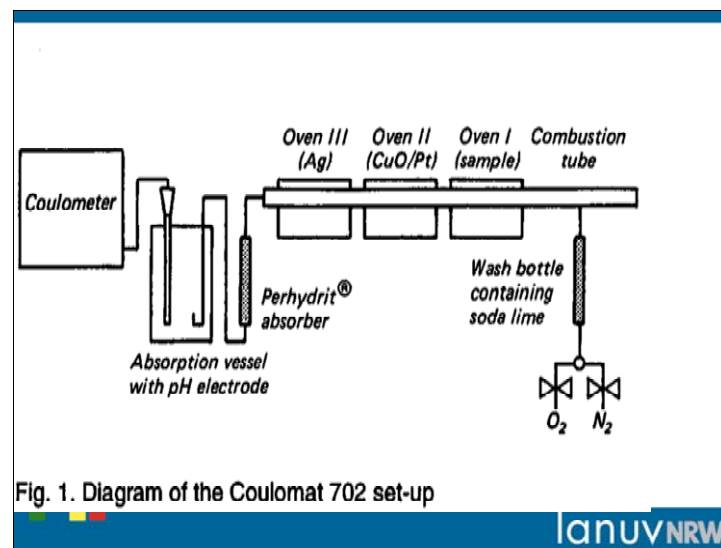 Oven III
(Ag)
Oven II
(CuO/Pt)
Oven I
(sample)
Combustion
tube
Coulometer
Perhydrit®
absorber
Wash bottle
containing
soda lime
Absorption vessel
with pH electrode
O₂ N₂
Fig. 1. Diagram of the Coulomat 702 set-up
lanuvNRW